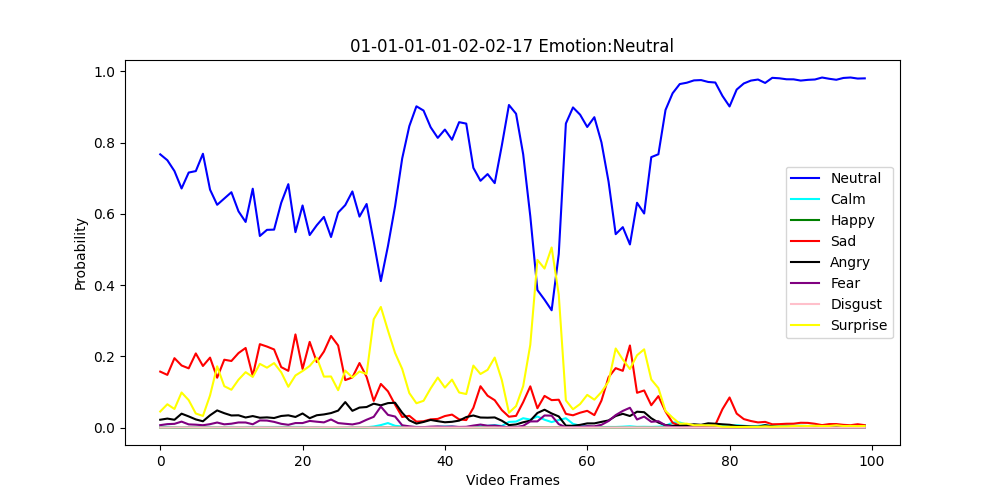 01-01-01-01-02-02-17 Emotion:Neutral
1.0
0.8
0.6
0.4
0.2
0.0
Probability
0
20
40
60
80
100
Video Frames
Neutral
Calm
Happy
Sad
Angry
Fear
Disgust
Surprise